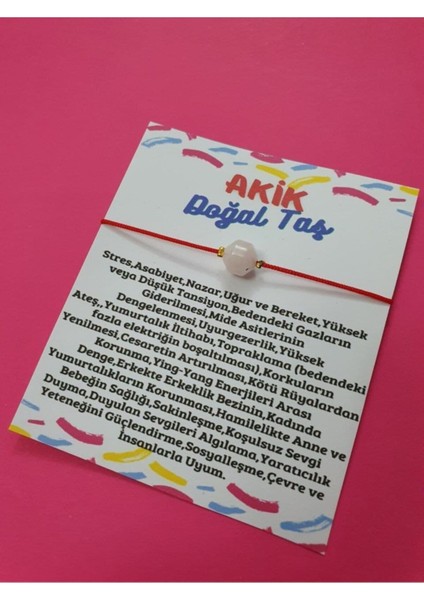 AKİK
Doğal Taş
Stres,Asabiyet,Nazar,Uğur ve Bereket,Yüksek
veya Düşük Tansiyon,Bedendeki Gazların
Giderilmesi,Mide Asitlerinin
Dengelenmesi,Uyurgezerlik,Yüksek
Ateş,,Yumurtalık İltihabı,Topraklama (bedendeki
fazla elektriğin boşaltılması),Korkuların
Yenilmesi,Cesaretin Artırılması,Kötü Rüyalardan
Korunma,Ying-Yang Enerjileri Arası
Denge,Erkekte Erkeklik Bezinin,Kadında
Yumurtalıkların Korunması,Hamilelikte Anne ve
Bebeğin Sağlığı,Sakinleşme,Koşulsuz Sevgi
Duyma,Duyulan Sevgileri Algılama,Yaratıcılık
Yeteneğini Güçlendirme,Sosyalleşme,Çevre ve
İnsanlarla Uyum.